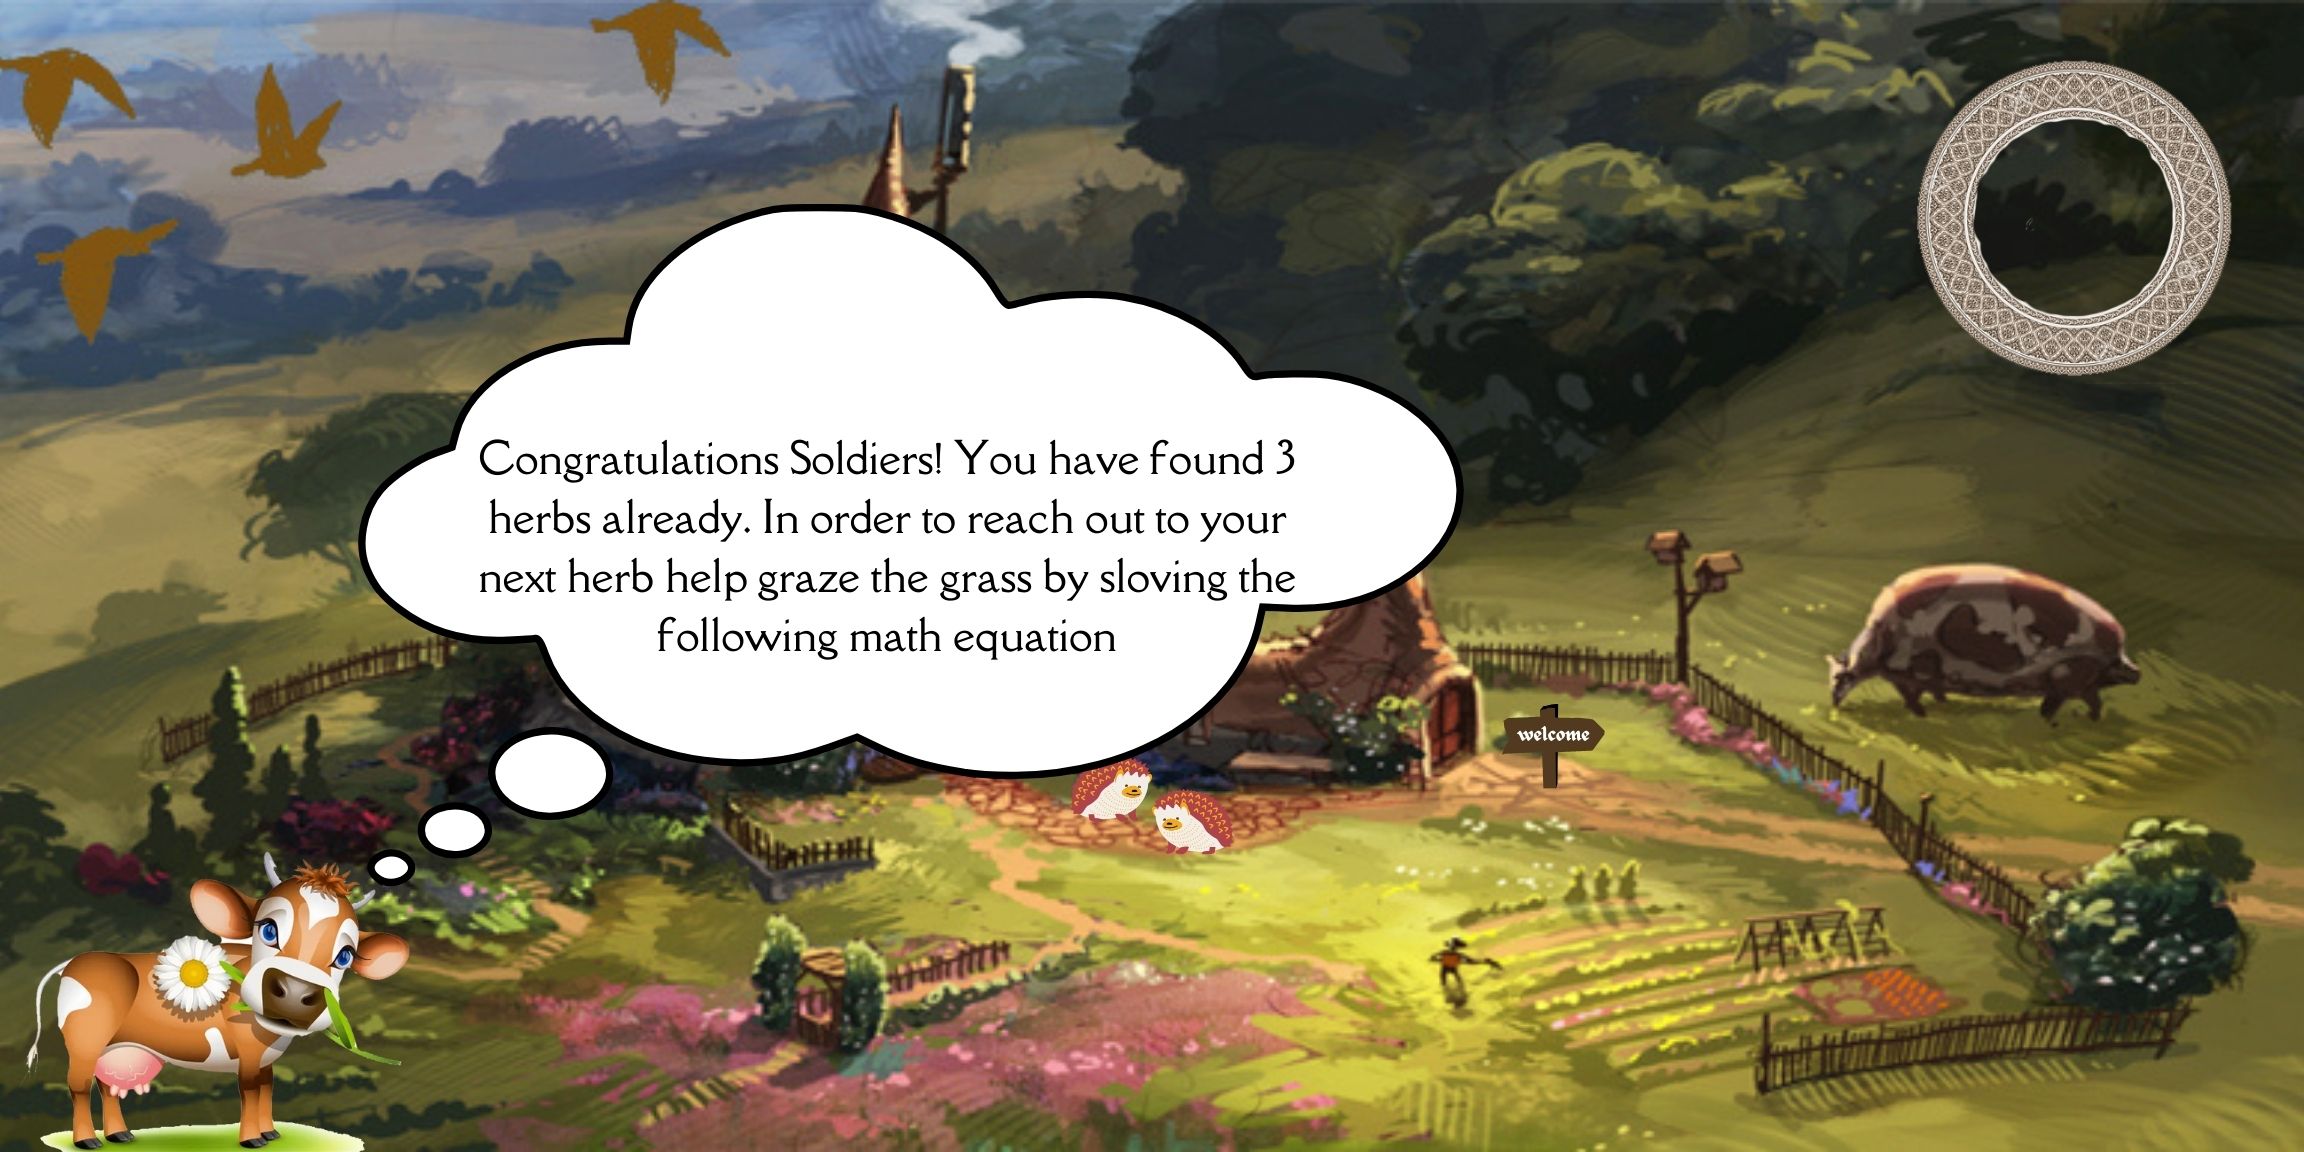 Congratulations Soldiers! You have found 3
herbs already. In order to reach out to your
next herb help graze the grass by sloving the
following math equation
welcome